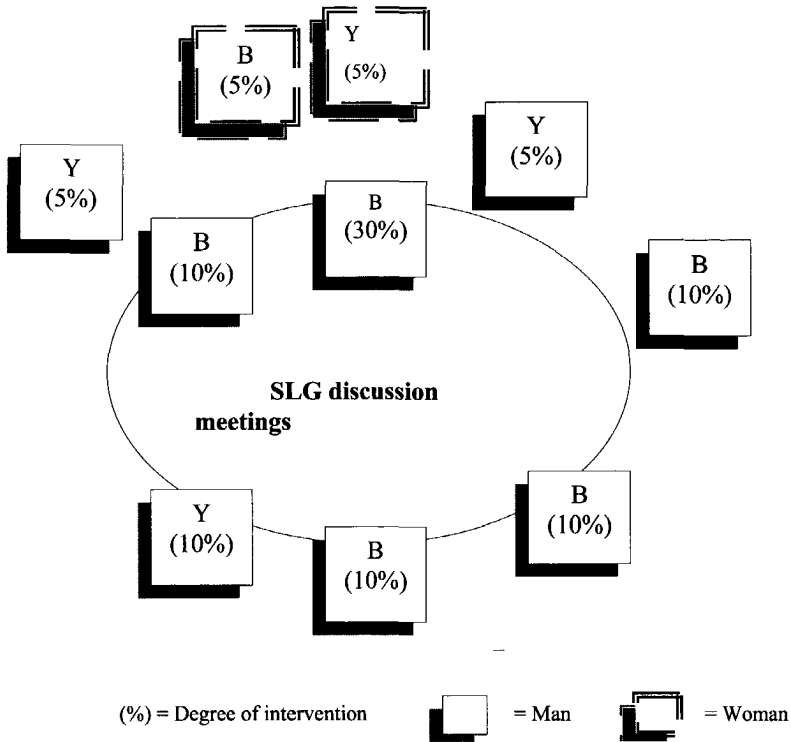 B
(5%)
Y
(5%)
Y
(5%)
Y
(5%)
B
(10%)
B
(30%)
B
(10%)
SLG discussion
meetings
Y
(10%)
B
(10%)
B
(10%)
(%) = Degree of intervention
= Man
= Woman